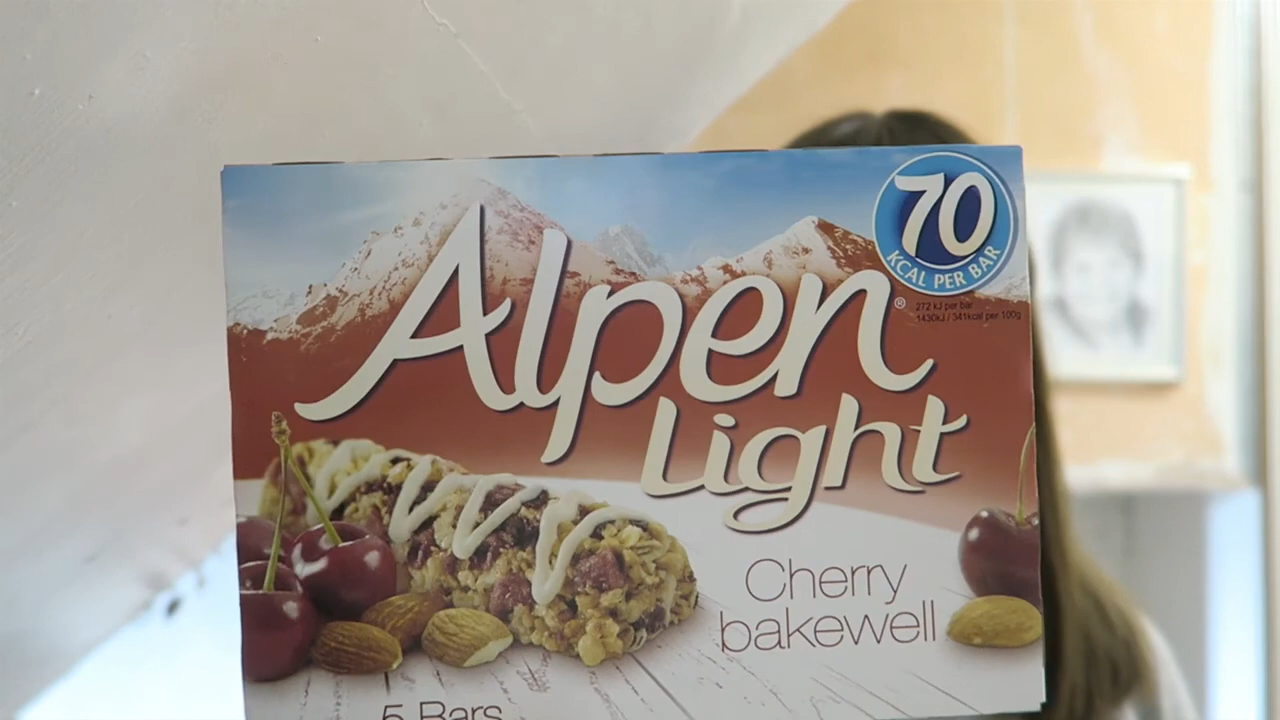 70
KCAL PER BAR
272 kJ per bar
1430kJ / 341kcal per 100g
Alpen®
Light
Cherry
bakewell
5 Bars